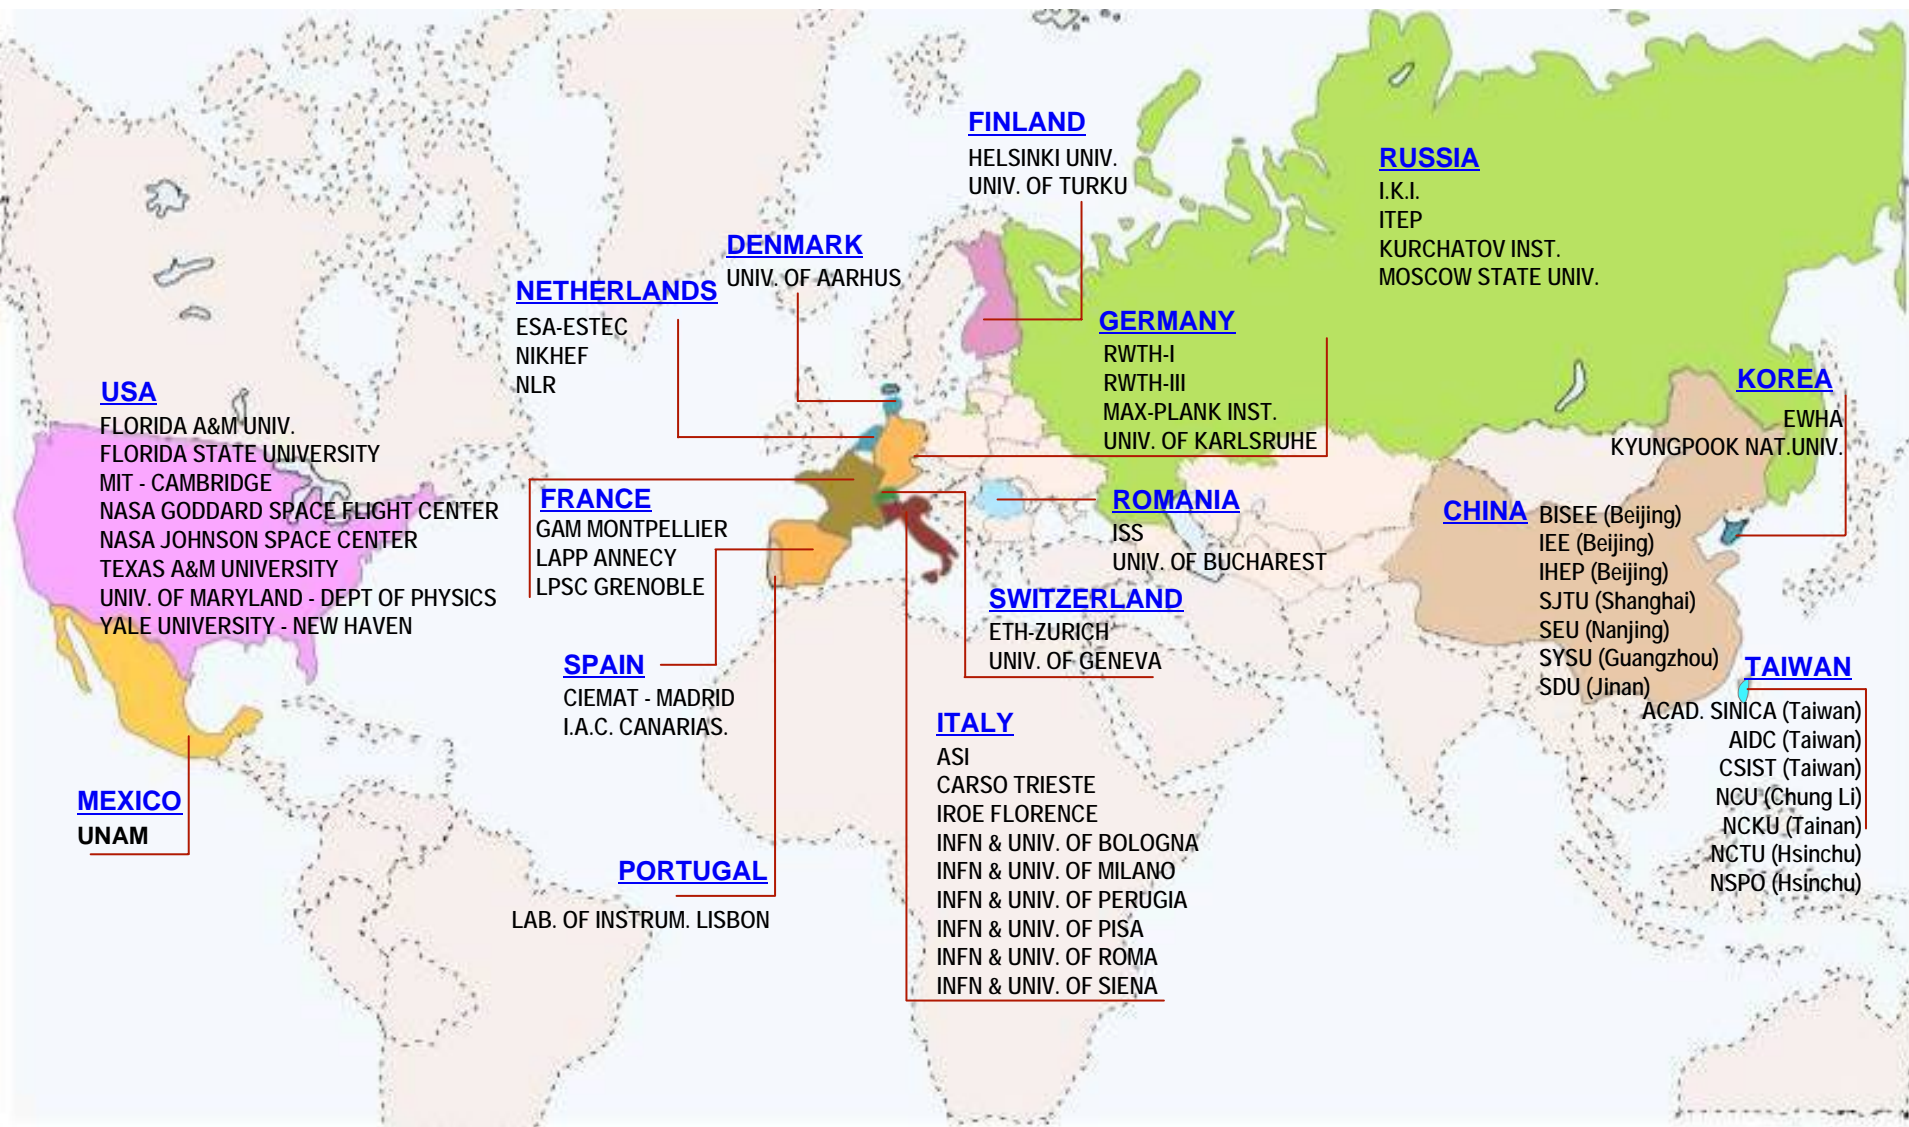 FINLAND
HELSINKI UNIV.
UNIV. OF TURKU
RUSSIA
I.K.I.
ITEP
KURCHATOV INST.
MOSCOW STATE UNIV.
DENMARK
UNIV. OF AARHUS
NETHERLANDS
ESA-ESTEC
NIKHEF
NLR
GERMANY
RWTH-I
RWTH-III
MAX-PLANK INST.
UNIV. OF KARLSRUHE
KOREA
EWHA
KYUNGPOOK NAT.UNIV.
USA
FLORIDA A&M UNIV.
FLORIDA STATE UNIVERSITY
MIT - CAMBRIDGE
NASA GODDARD SPACE FLIGHT CENTER
NASA JOHNSON SPACE CENTER
TEXAS A&M UNIVERSITY
UNIV. OF MARYLAND - DEPT OF PHYSICS
YALE UNIVERSITY - NEW HAVEN
FRANCE
GAM MONTPELLIER
LAPP ANNECY
LPSC GRENOBLE
ROMANIA
ISS
UNIV. OF BUCHAREST
CHINA BISEE (Beijing)
IEE (Beijing)
IHEP (Beijing)
SJTU (Shanghai)
SEU (Nanjing)
SYSU (Guangzhou)
SDU (Jinan)
SWITZERLAND
ETH-ZURICH
UNIV. OF GENEVA
SPAIN
CIEMAT - MADRID
I.A.C. CANARIAS.
TAIWAN
ACAD. SINICA (Taiwan)
AIDC (Taiwan)
CSIST (Taiwan)
NCU (Chung Li)
NCKU (Tainan)
NCTU (Hsinchu)
NSPO (Hsinchu)
ITALY
ASI
CARSO TRIESTE
IROE FLORENCE
INFN & UNIV. OF BOLOGNA
INFN & UNIV. OF MILANO
INFN & UNIV. OF PERUGIA
INFN & UNIV. OF PISA
INFN & UNIV. OF ROMA
INFN & UNIV. OF SIENA
MEXICO
UNAM
PORTUGAL
LAB. OF INSTRUM. LISBON